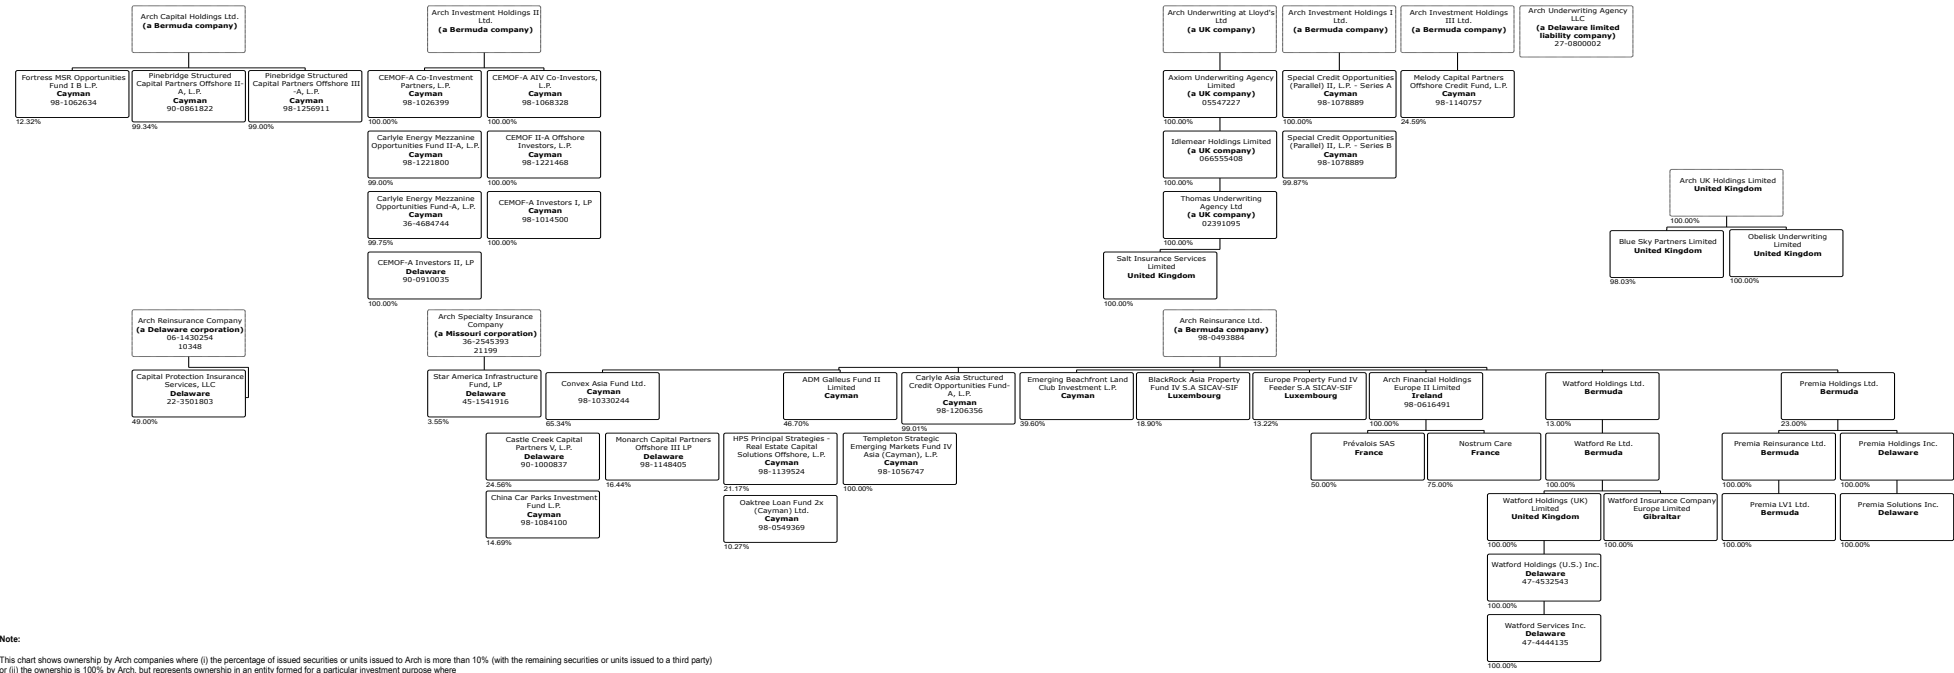 Arch Capital Holdings Ltd.
(a Bermuda company)
Fortress MSR Opportunities
Fund I B L.P.
Cayman
98-1062634
12.32%
Pinebridge Structured
Capital Partners Offshore II-
A, L.P.
Cayman
90-0861822
99.34%
Pinebridge Structured
Capital Partners Offshore III
-A, L.P.
Cayman
98-1256911
99.00%
Arch Investment Holdings II
Ltd.
(a Bermuda company)
CEMOF-A Co-Investment
Partners, L.P.
Cayman
98-1026399
100.00%
CEMOF-A AIV Co-Investors,
L.P.
Cayman
98-1068328
100.00%
Carlyle Energy Mezzanine
Opportunities Fund II-A, L.P.
Cayman
98-1221800
99.00%
CEMOF II-A Offshore
Investors, L.P.
Cayman
98-1221468
100.00%
Carlyle Energy Mezzanine
Opportunities Fund-A, L.P.
Cayman
36-4684744
99.75%
CEMOF-A Investors I, LP
Cayman
98-1014500
100.00%
CEMOF-A Investors II, LP
Delaware
90-0910035
100.00%
Arch Underwriting at Lloyd's
Ltd
(a UK company)
Axiom Underwriting Agency
Limited
(a UK company)
05547227
100.00%
Idlemear Holdings Limited
(a UK company)
066555408
100.00%
Thomas Underwriting
Agency Ltd
(a UK company)
02391095
100.00%
Salt Insurance Services
Limited
United Kingdom
100.00%
Arch Investment Holdings I
Ltd.
(a Bermuda company)
Special Credit Opportunities
(Parallel) II, L.P. - Series A
Cayman
98-1078889
100.00%
Special Credit Opportunities
(Parallel) II, L.P. - Series B
Cayman
98-1078889
99.87%
Arch Investment Holdings
III Ltd.
(a Bermuda company)
Melody Capital Partners
Offshore Credit Fund, L.P.
Cayman
98-1140757
24.59%
Arch Underwriting Agency
LLC
(a Delaware limited
liability company)
27-0800002
Arch UK Holdings Limited
United Kingdom
100.00%
Blue Sky Partners Limited
United Kingdom
98.03%
Obelisk Underwriting
Limited
United Kingdom
100.00%
Arch Reinsurance Company
(a Delaware corporation)
06-1430254
10348
Capital Protection Insurance
Services, LLC
Delaware
22-3501803
49.00%
Arch Specialty Insurance
Company
(a Missouri corporation)
36-2545393
21199
Star America Infrastructure
Fund, LP
Delaware
45-1541916
3.55%
Arch Reinsurance Ltd.
(a Bermuda company)
98-0493884
Convex Asia Fund Ltd.
Cayman
98-10330244
65.34%
ADM Galleus Fund II
Limited
Cayman
46.70%
Carlyle Asia Structured
Credit Opportunities Fund-
A, L.P.
Cayman
98-1206356
99.01%
Emerging Beachfront Land
Club Investment L.P.
Cayman
39.60%
BlackRock Asia Property
Fund IV S.A SICAV-SIF
Luxembourg
18.90%
Europe Property Fund IV
Feeder S.A SICAV-SIF
Luxembourg
13.22%
Arch Financial Holdings
Europe II Limited
Ireland
98-0616491
100.00%
Watford Holdings Ltd.
Bermuda
13.00%
Premia Holdings Ltd.
Bermuda
23.00%
Castle Creek Capital
Partners V, L.P.
Delaware
90-1000837
24.56%
Monarch Capital Partners
Offshore III LP
Delaware
98-1148405
16.44%
HPS Principal Strategies -
Real Estate Capital
Solutions Offshore, L.P.
Cayman
98-1139524
21.17%
Templeton Strategic
Emerging Markets Fund IV
Asia (Cayman), L.P.
Cayman
98-1056747
100.00%
Prévalois SAS
France
50.00%
Nostrum Care
France
75.00%
Watford Re Ltd.
Bermuda
100.00%
Premia Reinsurance Ltd.
Bermuda
100.00%
Premia Holdings Inc.
Delaware
100.00%
China Car Parks Investment
Fund L.P.
Cayman
98-1084100
14.69%
Oaktree Loan Fund 2x
(Cayman) Ltd.
Cayman
98-0549369
10.27%
Watford Holdings (UK)
Limited
United Kingdom
100.00%
Watford Insurance Company
Europe Limited
Gibraltar
100.00%
Premia LV1 Ltd.
Bermuda
100.00%
Premia Solutions Inc.
Delaware
100.00%
Watford Holdings (U.S.) Inc.
Delaware
47-4532543
100.00%
Watford Services Inc.
Delaware
47-4444135
100.00%
Note:
This chart shows ownership by Arch companies where (i) the percentage of issued securities or units issued to Arch is more than 10% (with the remaining securities or units issued to a third party)
or (ii) the ownership is 100% by Arch, but represents ownership in an entity formed for a particular investment purpose where